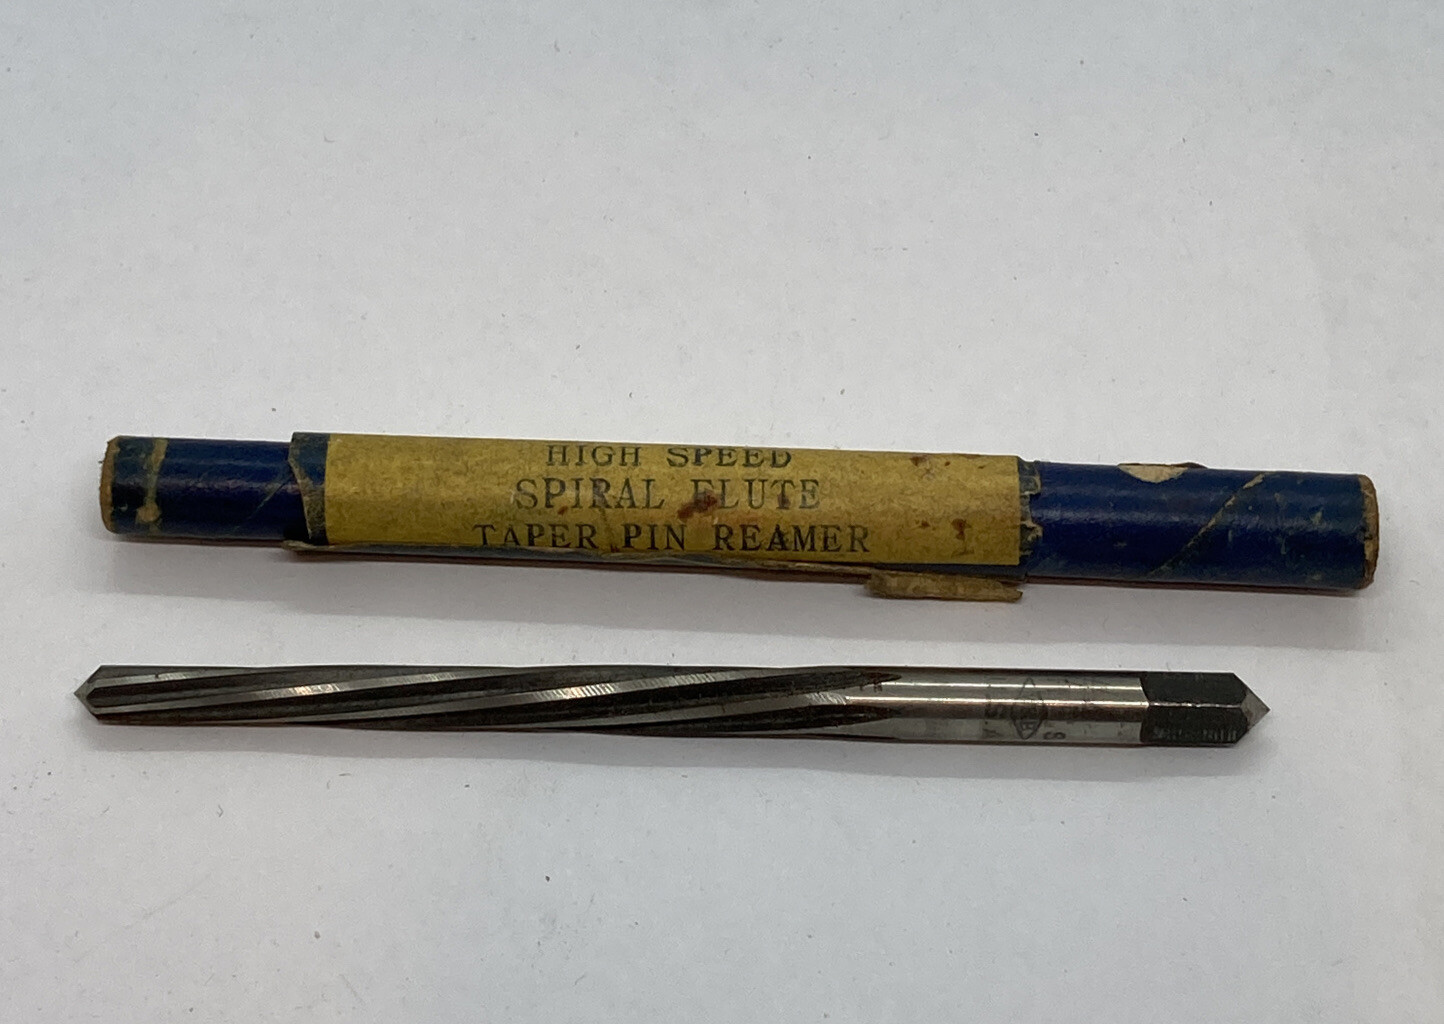 HIGH SPEED
SPIRAL FLUTE
TAPER PIN REAMER